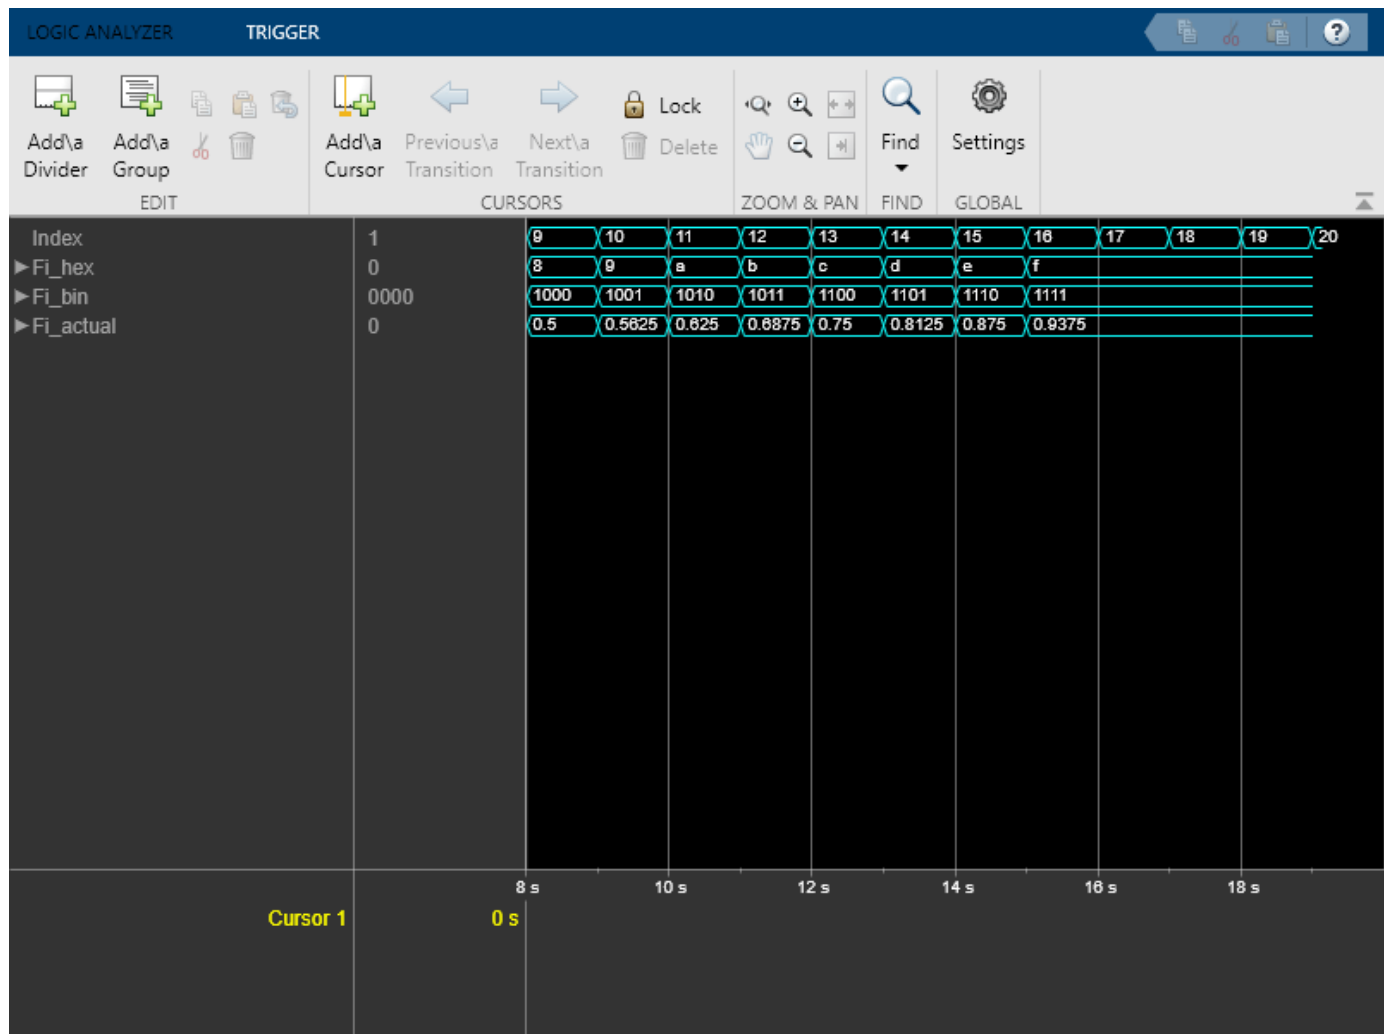 LOGIC ANALYZER TRIGGER ?
Add\a Divider Add\a Group Add\a Cursor Previous\a Transition Next\a Transition Lock Delete Find Settings
EDIT CURSORS ZOOM & PAN FIND GLOBAL
Index 1 9 10 11 12 13 14 15 16 17 18 19 20
Fi_hex 0 8 9 a b c d e f
Fi_bin 0000 1000 1001 1010 1011 1100 1101 1110 1111
Fi_actual 0 0.5 0.5625 0.625 0.6875 0.75 0.8125 0.875 0.9375
8 s 10 s 12 s 14 s 16 s 18 s
Cursor 1 0 s